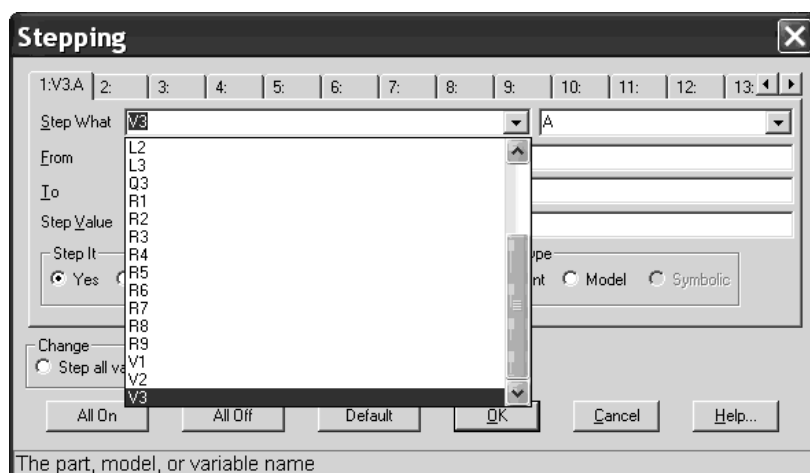 Stepping
1:V3.A 2: 3: 4: 5: 6: 7: 8: 9: 10: 11: 12: 13:
Step What V3 A
L2
From L3
Q3
R1
To R2
Step Value R3
Step It R4 ype
Yes R5 nt Model Symbolic
R6
R7
R8
Change R9
Step all va V1
V2
V3
All On All Off Default OK Cancel Help...
The part, model, or variable name